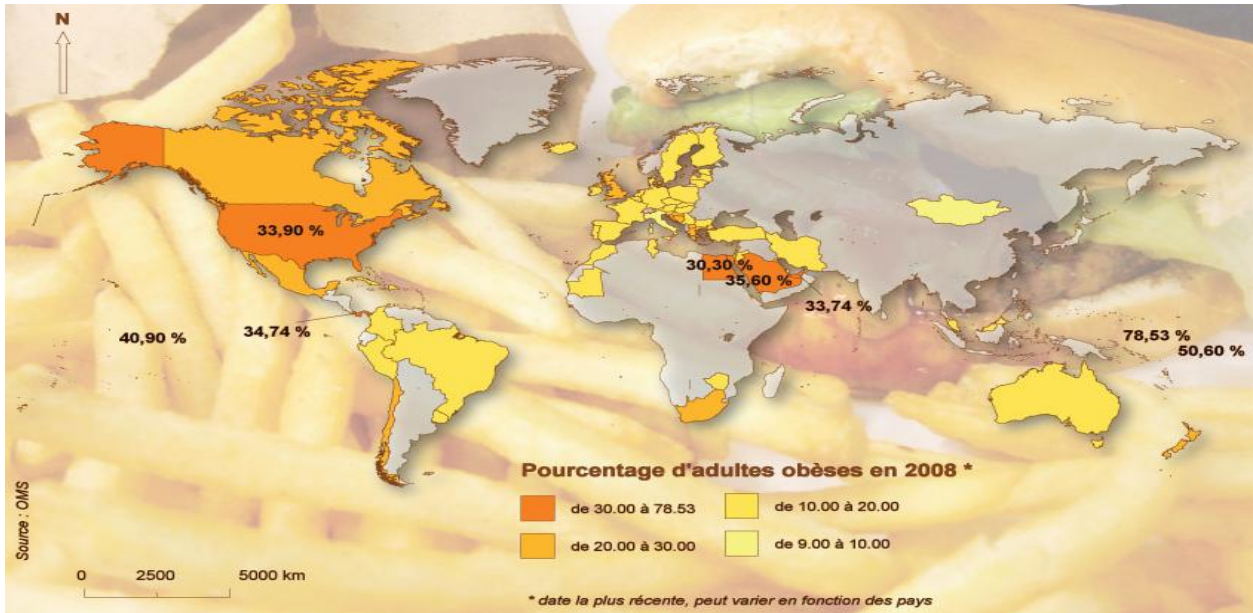 N
33,90 %
30,30 %
35,60 %
33,74 %
40,90 %
34,74 %
78,53 %
50,60 %
Pourcentage d'adultes obèses en 2008 *
de 30.00 à 78.53
de 10.00 à 20.00
de 20.00 à 30.00
de 9.00 à 10.00
Source : OMS
0 2500 5000 km
* date la plus récente, peut varier en fonction des pays